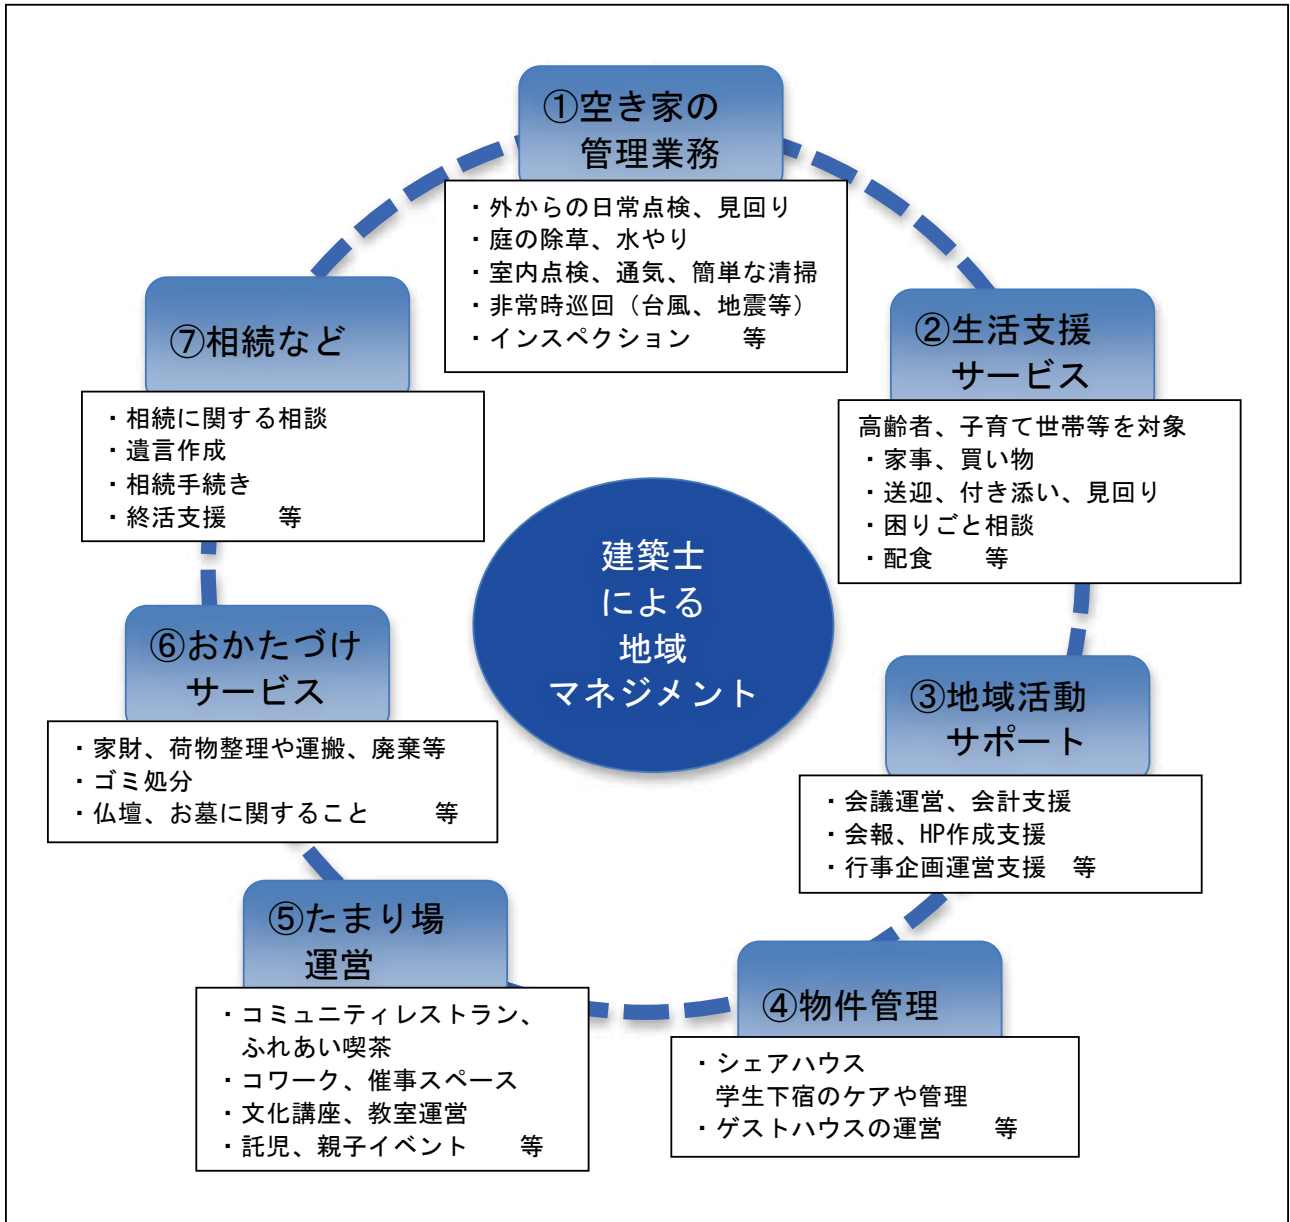 ①空き家の
管理業務
・外からの日常点検、見回り
・庭の除草、水やり
・室内点検、通気、簡単な清掃
・非常時巡回（台風、地震等）
・インスペクション　　等
②生活支援
サービス
高齢者、子育て世帯等を対象
・家事、買い物
・送迎、付き添い、見回り
・困りごと相談
・配食　　等
③地域活動
サポート
・会議運営、会計支援
・会報、HP作成支援
・行事企画運営支援　等
④物件管理
・シェアハウス
学生下宿のケアや管理
・ゲストハウスの運営　　等
⑤たまり場
運営
・コミュニティレストラン、
ふれあい喫茶
・コワーク、催事スペース
・文化講座、教室運営
・託児、親子イベント　　等
⑥おかたづけ
サービス
・家財、荷物整理や運搬、廃棄等
・ゴミ処分
・仏壇、お墓に関すること　　　等
⑦相続など
・相続に関する相談
・遺言作成
・相続手続き
・終活支援　　等
建築士
による
地域
マネジメント